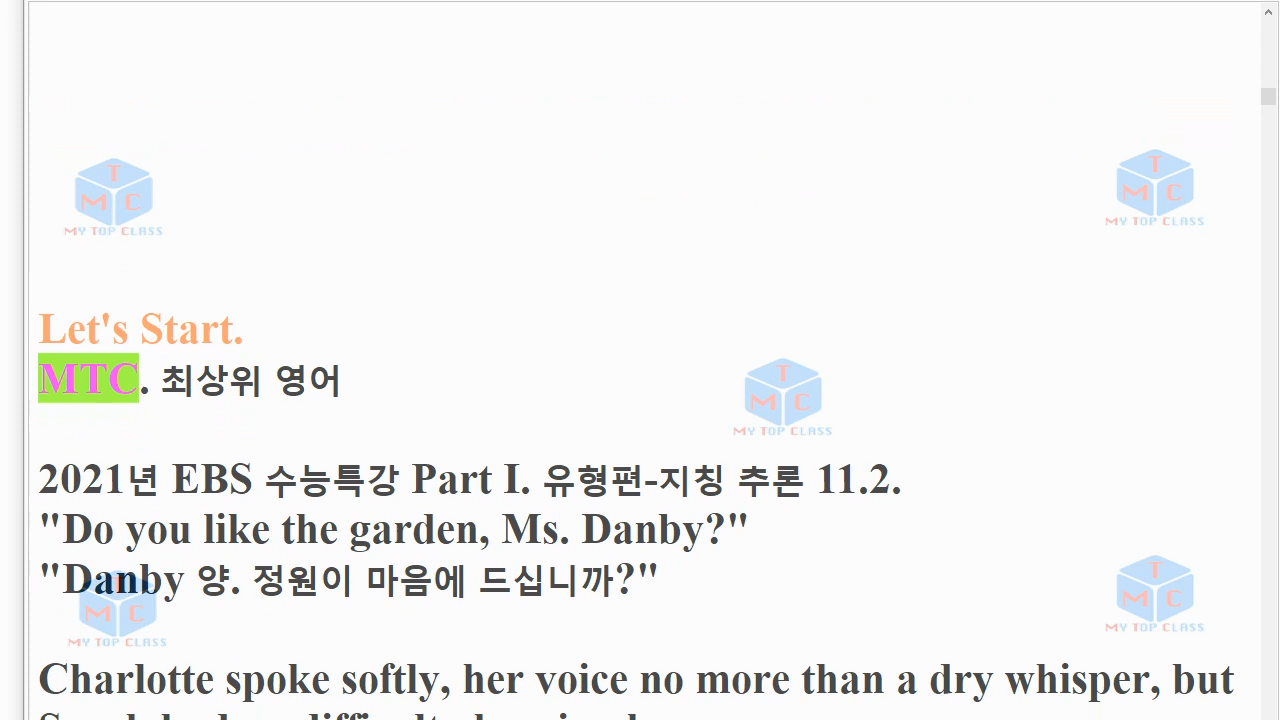 T
M C
MY TOP CLASS
T
M C
MY TOP CLASS
Let's Start.
MTC. 최상위 영어
T
M C
MY TOP CLASS
2021년 EBS 수능특강 Part I. 유형편-지칭 추론 11.2.
"Do you like the garden, Ms. Danby?"
"Danby 양. 정원이 마음에 드십니까?"
M C
MY TOP CLASS
T
M C
MY TOP CLASS
Charlotte spoke softly, her voice no more than a dry whisper, but